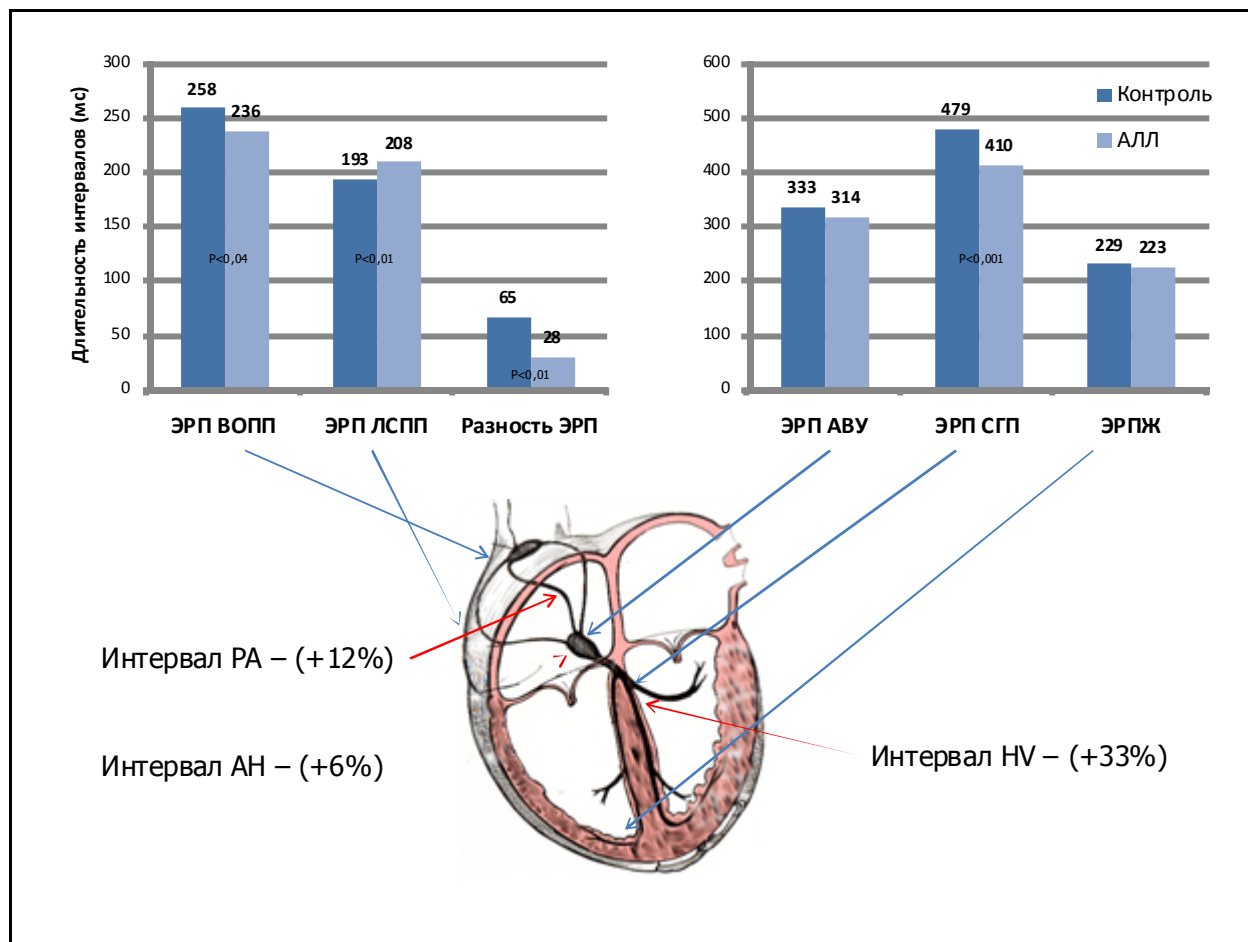 Длительность интервалов (мс)
300
250
200
150
100
50
0
258
236
193
208
65
28
P<0,04
P<0,01
P<0,01
ЭРП ВОПП
ЭРП ЛСПП
Разность ЭРП
600
500
400
300
200
100
0
Контроль
АЛЛ
333
314
479
410
229
223
P<0,001
ЭРП АВУ
ЭРП СГП
ЭРПЖ
Интервал PA – (+12%)
Интервал AH – (+6%)
Интервал HV – (+33%)